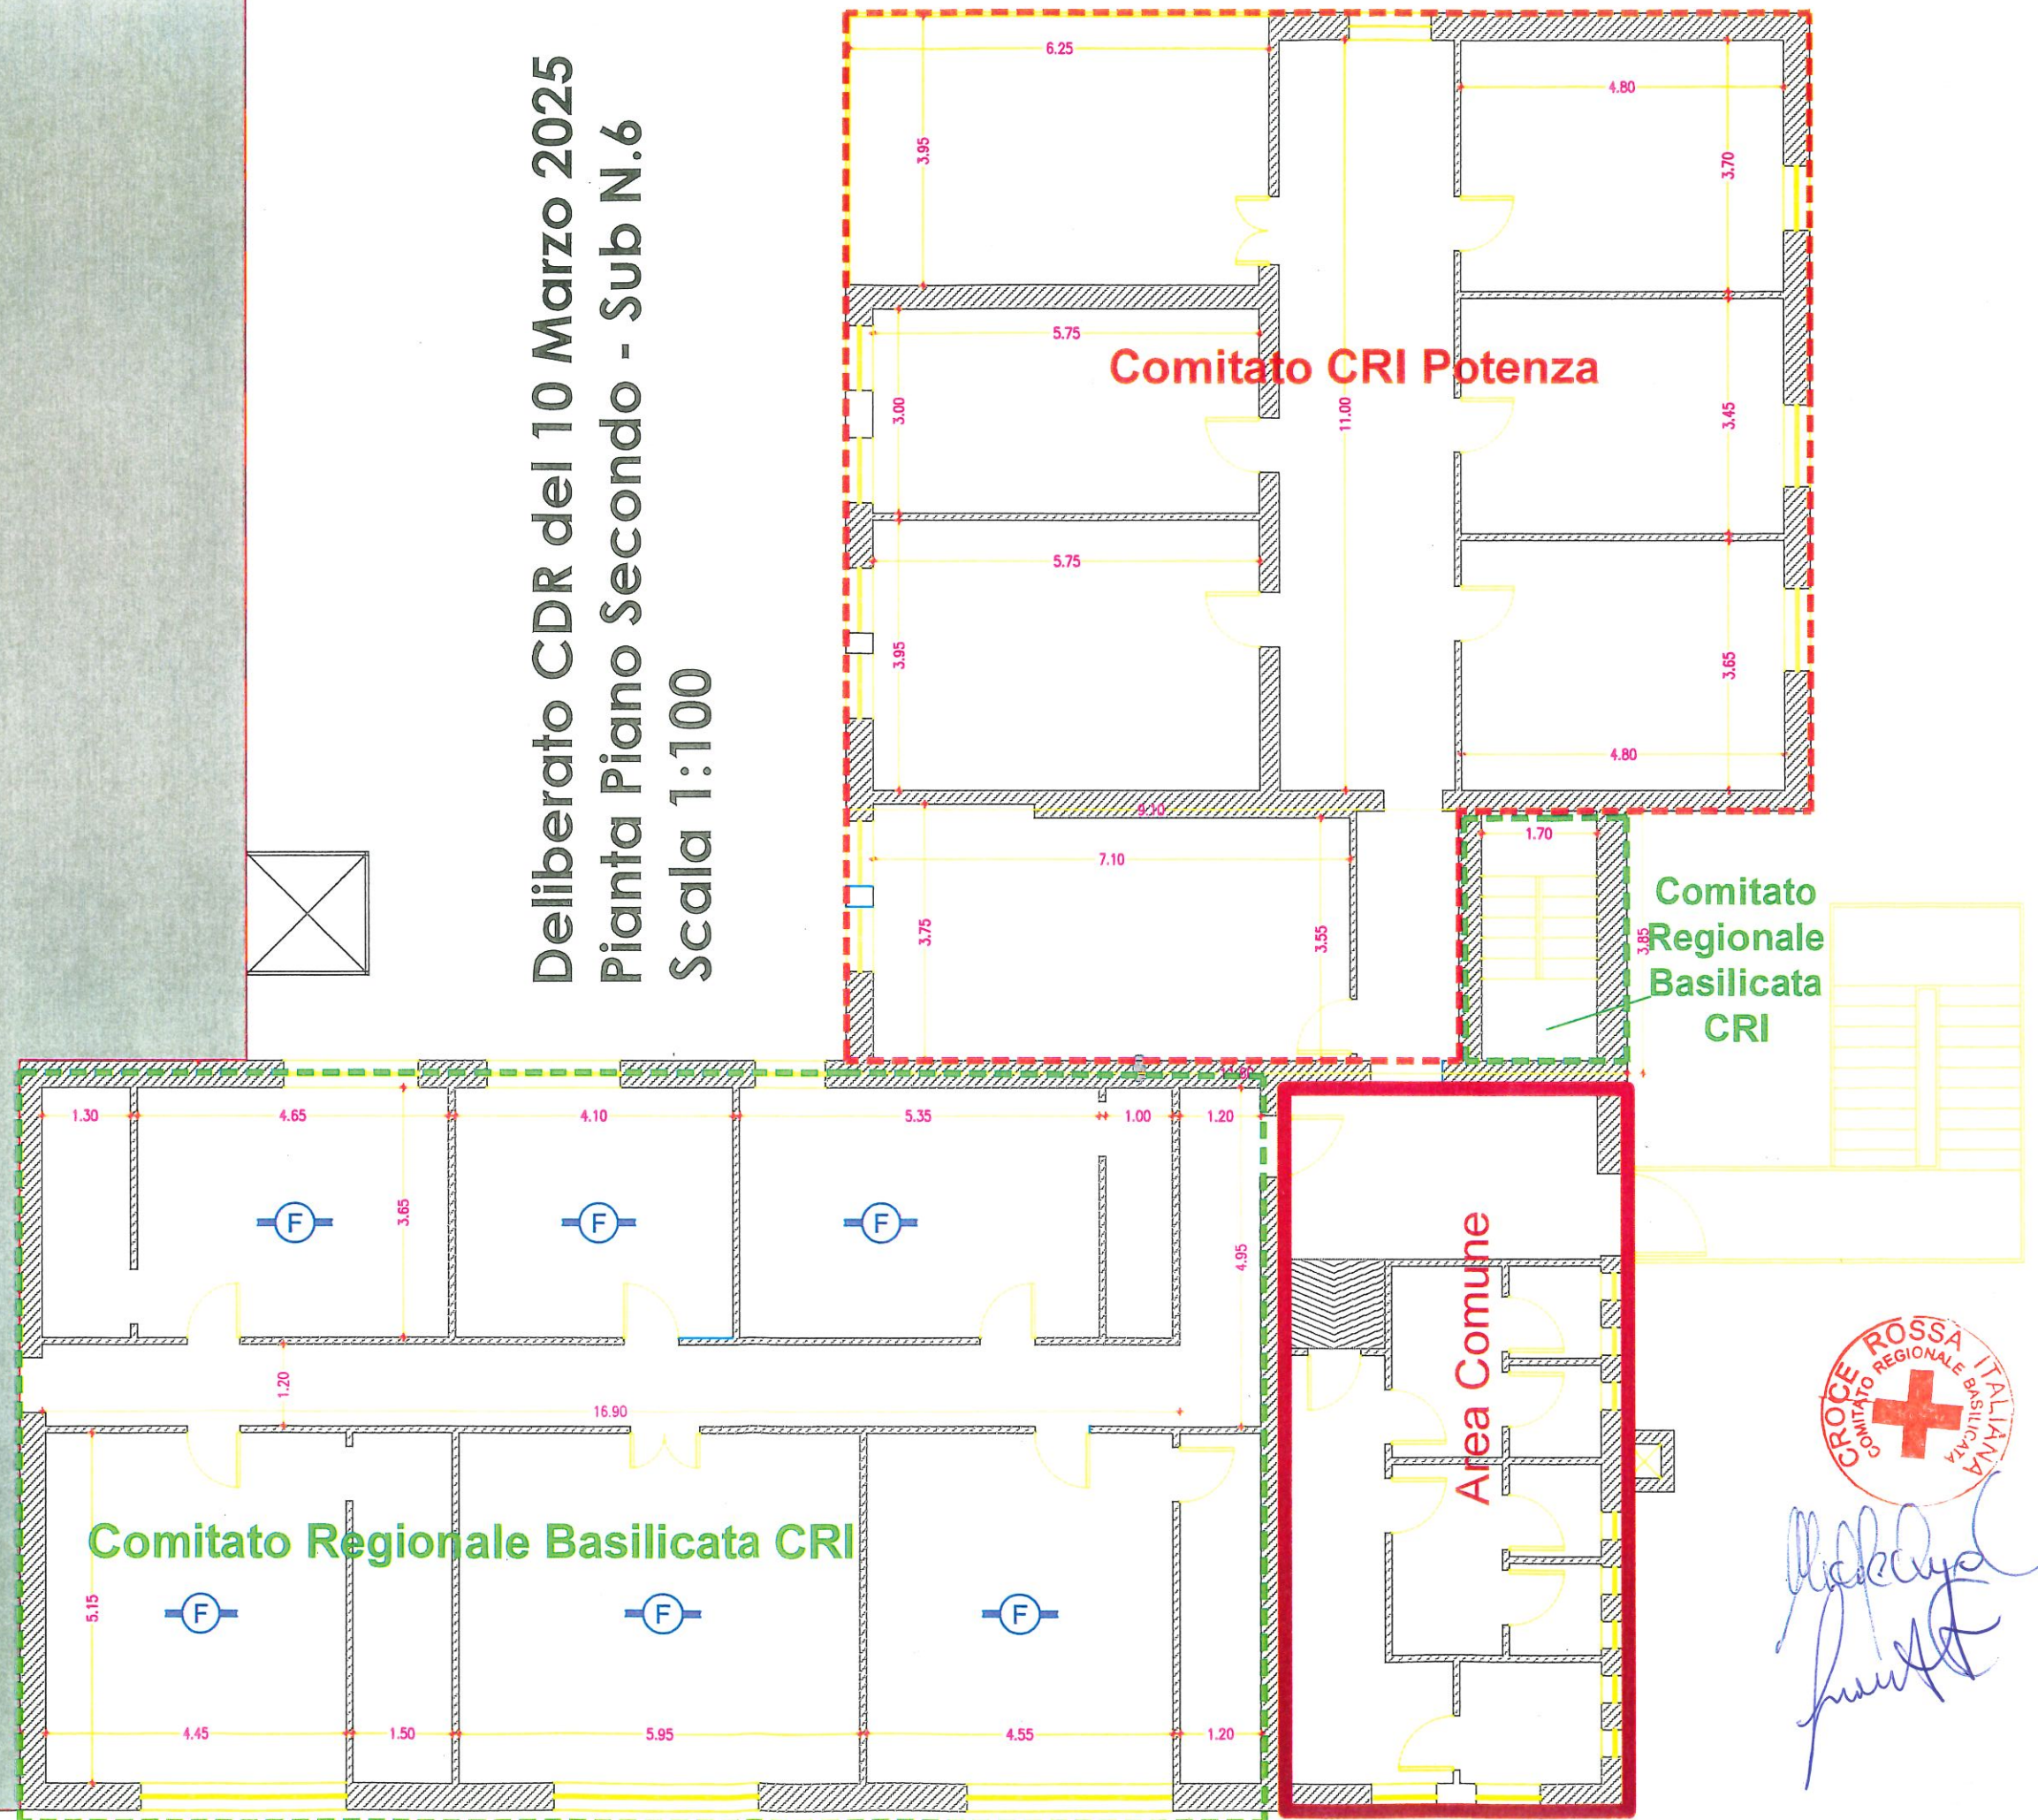 Deliberato CDR del 10 Marzo 2025
Pianta Piano Secondo - Sub N.6
Scala 1:100
6.25
4.80
3.95
3.70
5.75
Comitato CRI Potenza
3.00
11.00
3.45
5.75
3.95
3.65
4.80
9.10
1.70
7.10
3.75
3.55
3.85
Comitato
Regionale
Basilicata
CRI
1.30
4.65
4.10
5.35
1.00
1.20
3.65
F
F
F
4.95
Area Comune
1.20
16.90
Comitato Regionale Basilicata CRI
5.15
F
F
F
4.45
1.50
5.95
4.55
1.20
CROCE ROSSA ITALIANA
COMITATO REGIONALE BASILICATA